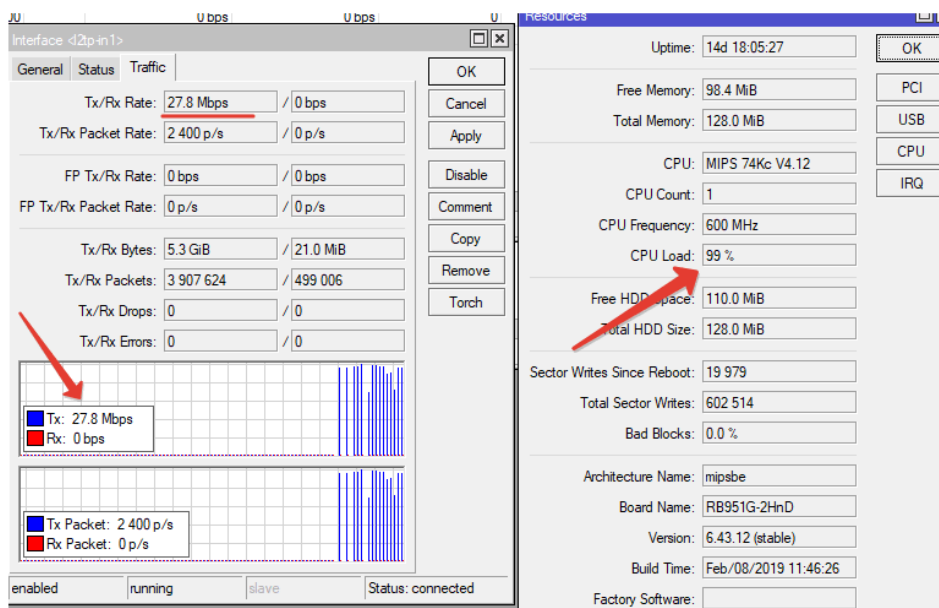 0 bps
0 bps
Interface <l2tp-in1>
General Status Traffic
OK
Tx/Rx Rate: 27.8 Mbps / 0 bps
Cancel
Tx/Rx Packet Rate: 2 400 p/s / 0 p/s
Apply
FP Tx/Rx Rate: 0 bps / 0 bps
Disable
FP Tx/Rx Packet Rate: 0 p/s / 0 p/s
Comment
Tx/Rx Bytes: 5.3 GiB / 21.0 MiB
Copy
Tx/Rx Packets: 3 907 624 / 499 006
Remove
Tx/Rx Drops: 0 / 0
Torch
Tx/Rx Errors: 0 / 0
Tx: 27.8 Mbps
Rx: 0 bps
Tx Packet: 2 400 p/s
Rx Packet: 0 p/s
enabled running slave Status: connected
Resources
Uptime: 14d 18:05:27
OK
Free Memory: 98.4 MiB
PCI
Total Memory: 128.0 MiB
USB
CPU: MIPS 74Kc V4.12
CPU
CPU Count: 1
IRQ
CPU Frequency: 600 MHz
CPU Load: 99 %
Free HDD Space: 110.0 MiB
Total HDD Size: 128.0 MiB
Sector Writes Since Reboot: 19 979
Total Sector Writes: 602 514
Bad Blocks: 0.0 %
Architecture Name: mipsbe
Board Name: RB951G-2HnD
Version: 6.43.12 (stable)
Build Time: Feb/08/2019 11:46:26
Factory Software: